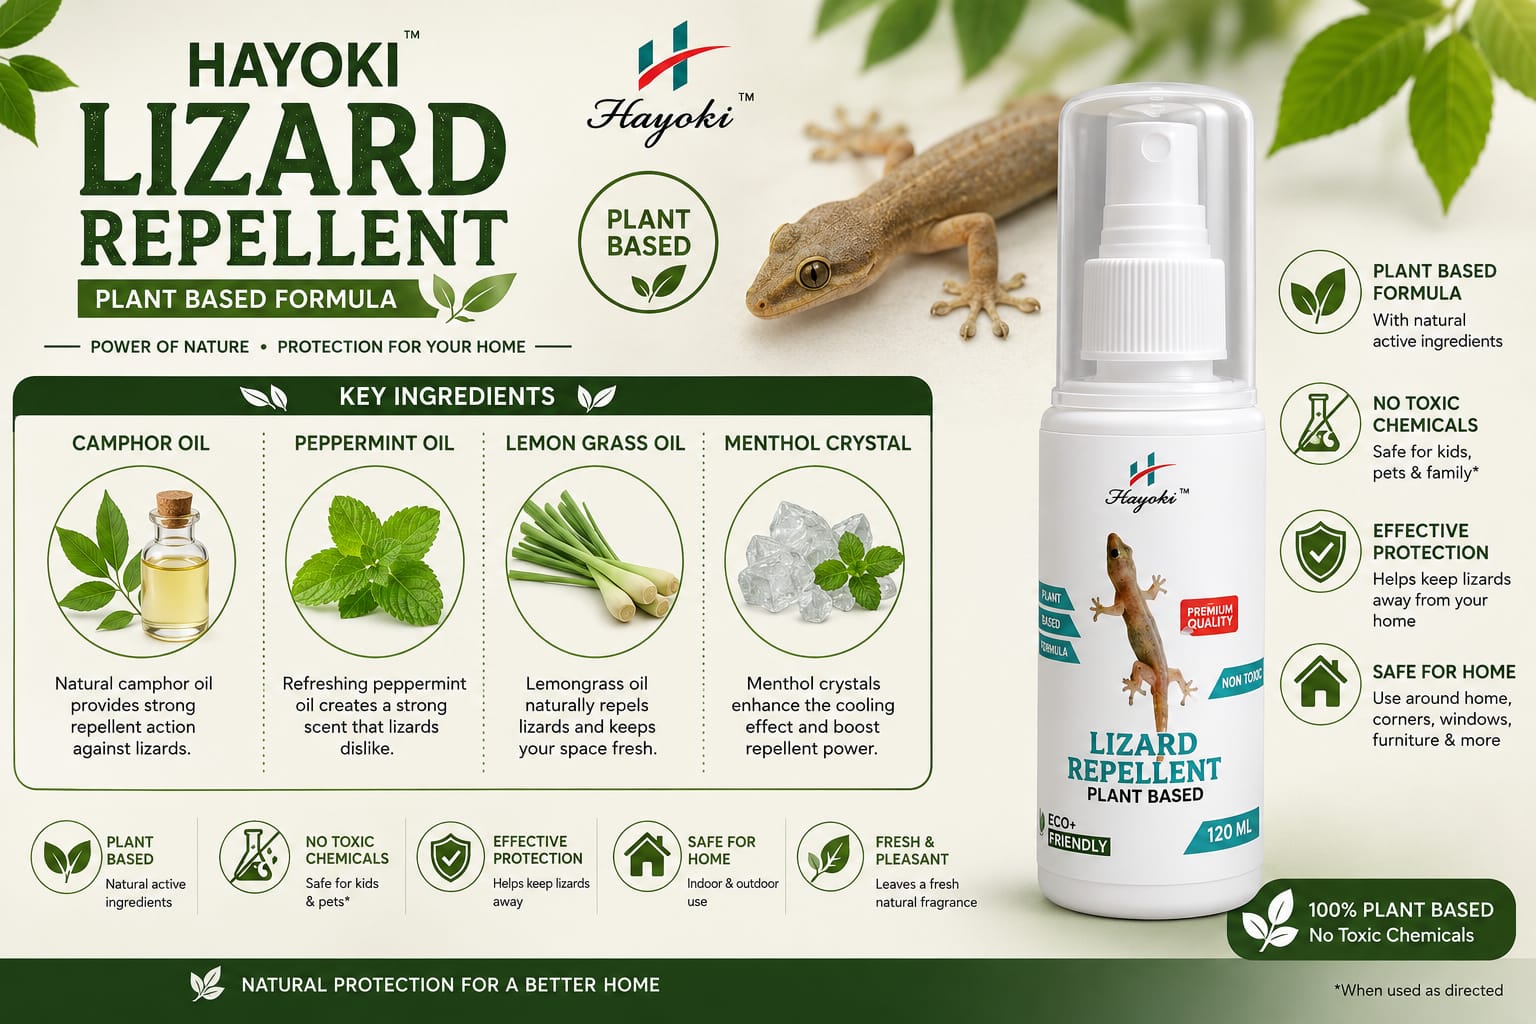 HAYOKI™
LIZARD
REPELLENT
PLANT BASED FORMULA
POWER OF NATURE • PROTECTION FOR YOUR HOME
Hayoki™
PLANT
BASED
KEY INGREDIENTS
CAMPHOR OIL
Natural camphor oil
provides strong
repellent action
against lizards.
PEPPERMINT OIL
Refreshing peppermint
oil creates a strong
scent that lizards
dislike.
LEMON GRASS OIL
Lemongrass oil
naturally repels
lizards and keeps
your space fresh.
MENTHOL CRYSTAL
Menthol crystals
enhance the cooling
effect and boost
repellent power.
PLANT
BASED
Natural active
ingredients
NO TOXIC
CHEMICALS
Safe for kids
& pets*
EFFECTIVE
PROTECTION
Helps keep lizards
away
SAFE FOR
HOME
Indoor & outdoor
use
FRESH &
PLEASANT
Leaves a fresh
natural fragrance
Hayoki™
PLANT
BASED
FORMULA
PREMIUM
QUALITY
NON TOXIC
LIZARD
REPELLENT
PLANT BASED
ECO+
FRIENDLY
120 ML
PLANT BASED
FORMULA
With natural
active ingredients
NO TOXIC
CHEMICALS
Safe for kids,
pets & family*
EFFECTIVE
PROTECTION
Helps keep lizards
away from your
home
SAFE FOR HOME
Use around home,
corners, windows,
furniture & more
100% PLANT BASED
No Toxic Chemicals
NATURAL PROTECTION FOR A BETTER HOME
*When used as directed